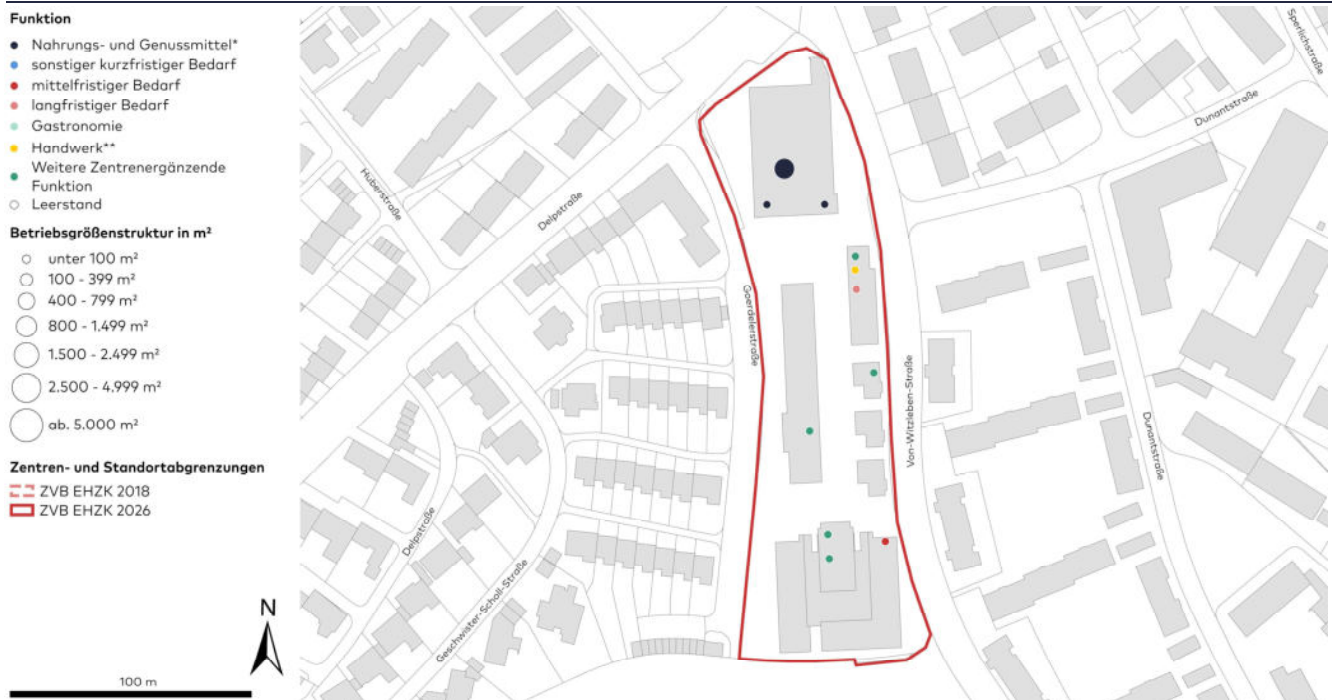 Funktion
Nahrungs- und Genussmittel*
sonstiger kurzfristiger Bedarf
mittelfristiger Bedarf
langfristiger Bedarf
Gastronomie
Handwerk**
Weitere Zentrenergänzende
Funktion
Leerstand
Betriebsgrößenstruktur in m²
unter 100 m²
100 - 399 m²
400 - 799 m²
800 - 1.499 m²
1.500 - 2.499 m²
2.500 - 4.999 m²
ab. 5.000 m²
Zentren- und Standortabgrenzungen
ZVB EHZK 2018
ZVB EHZK 2026
N
100 m
Sperlichstraße
Dunantstraße
Huberstraße
Delpstraße
Goerdelerstraße
Von-Witzleben-Straße
Dunantstraße
Delpstraße
Geschwister-Scholl-Straße